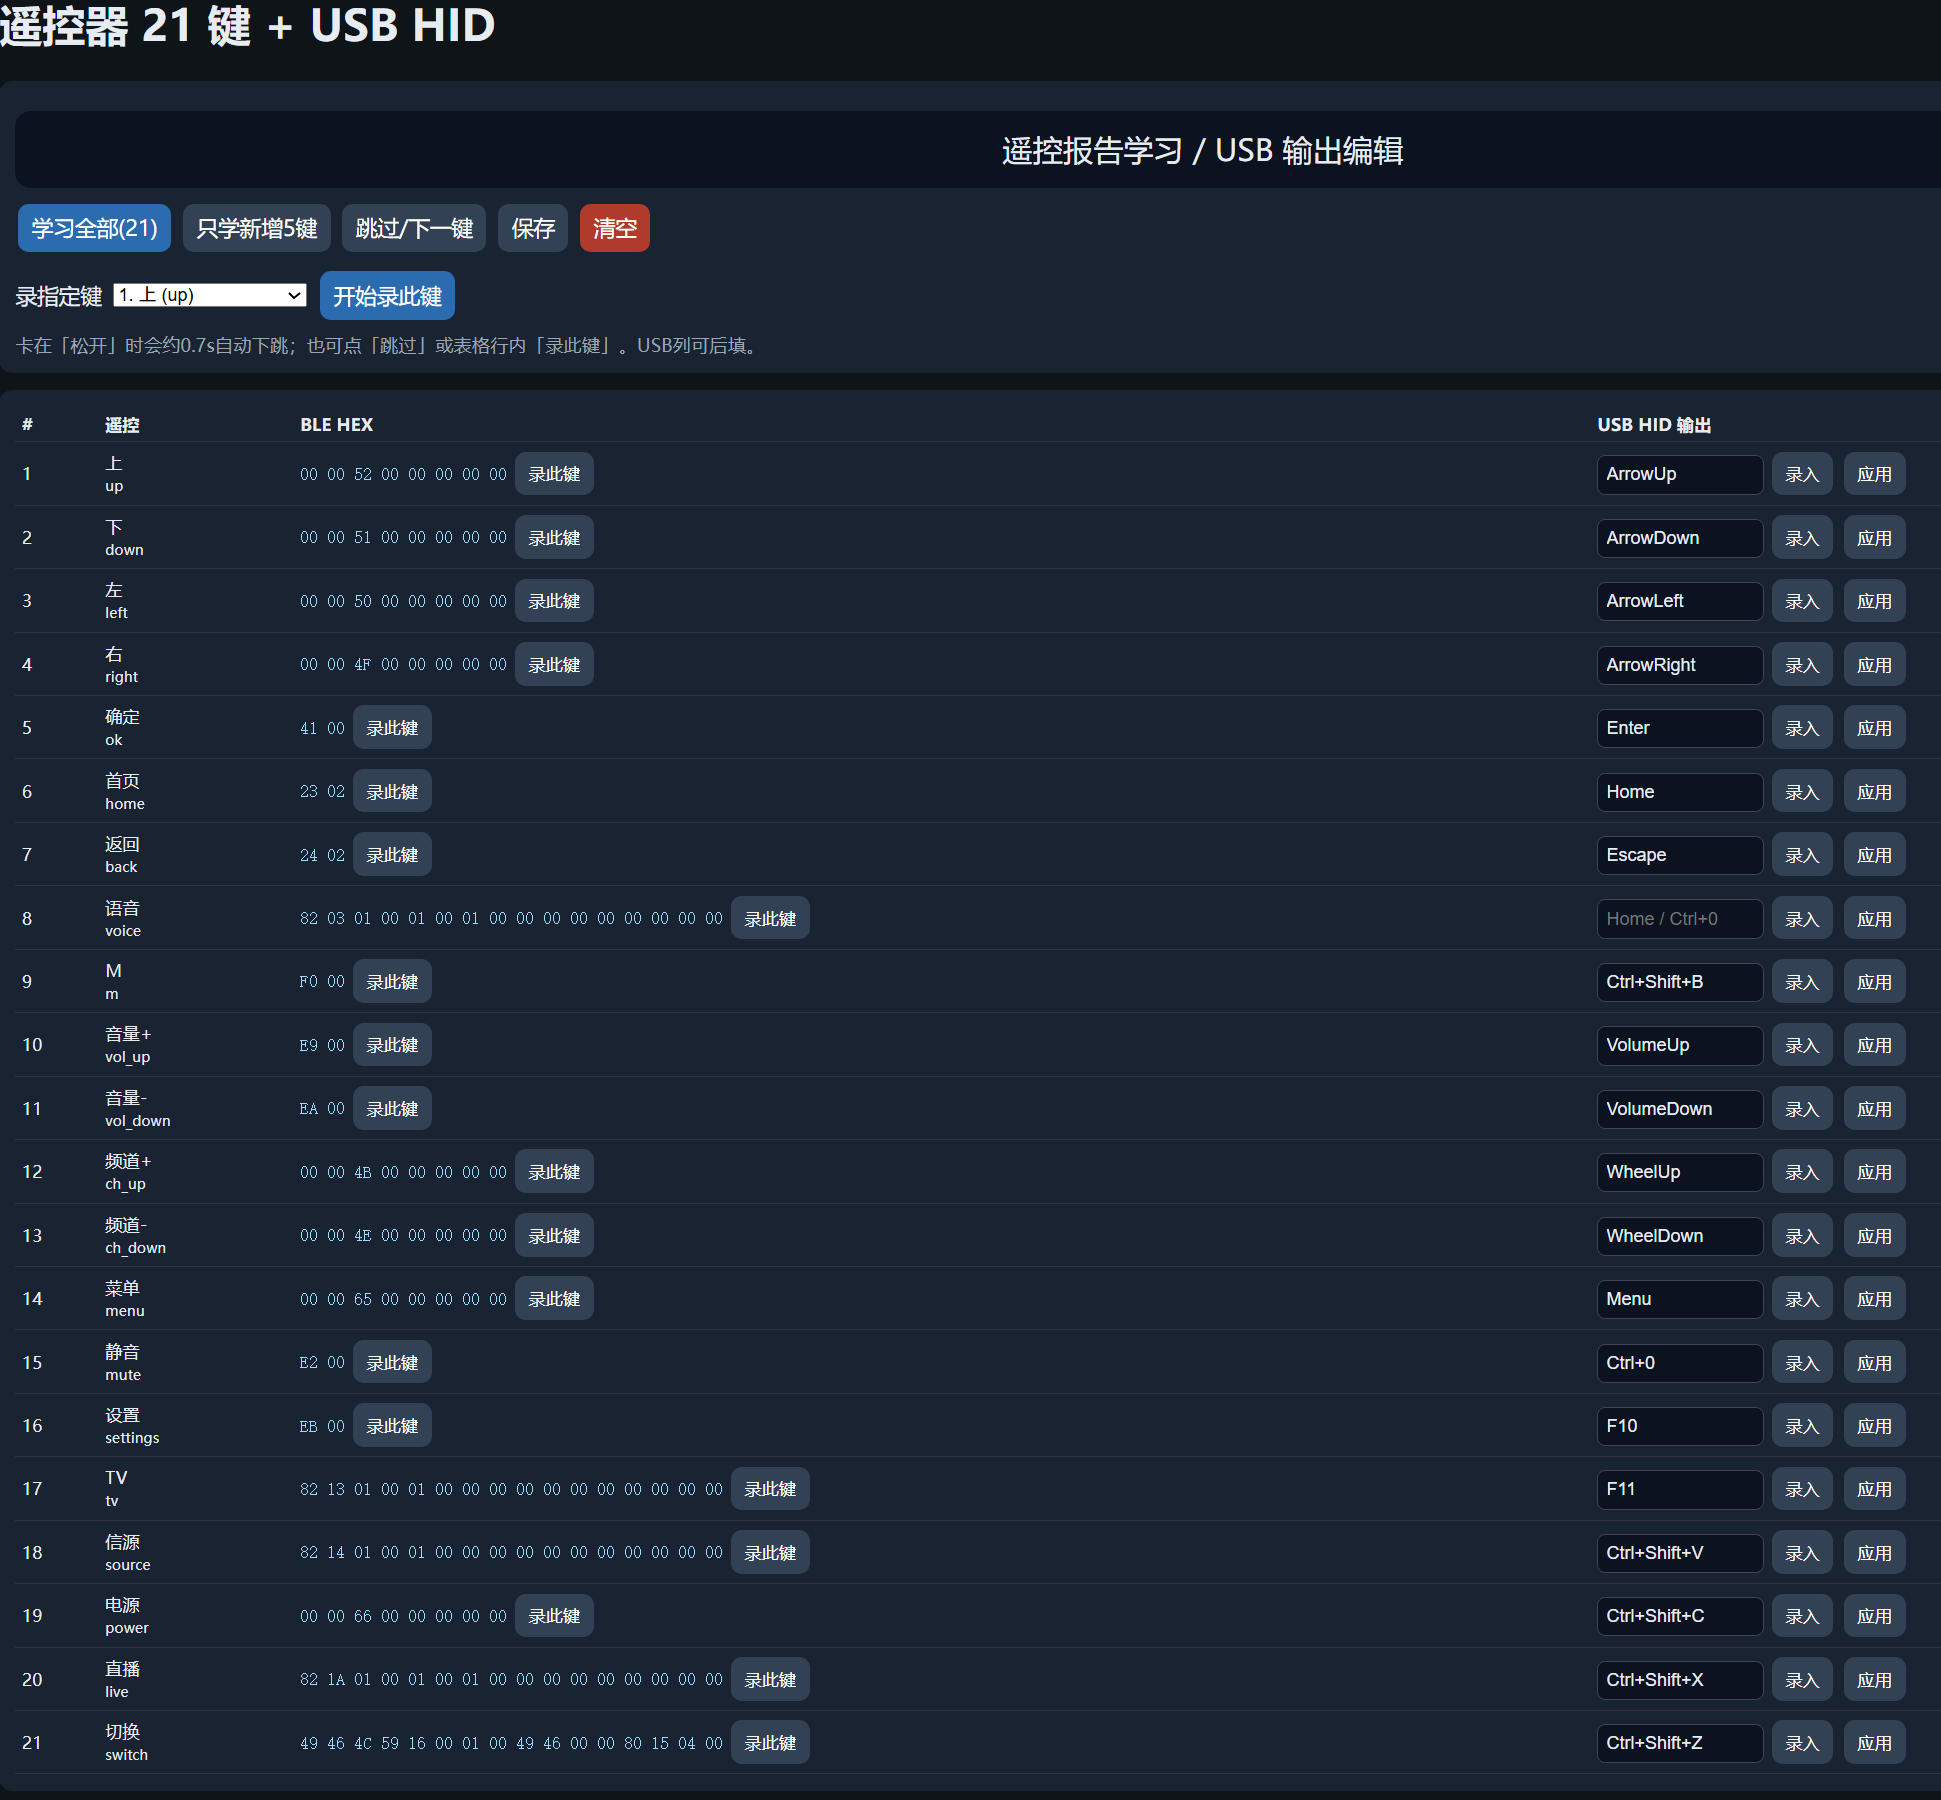 遥控器 21 键 + USB HID
遥控报告学习 / USB 输出编辑
学习全部(21) 只学新增5键 跳过/下一键 保存 清空
录指定键 1. 上 (up) 开始录此键
卡在「松开」时会约0.7s自动下跳；也可点「跳过」或表格行内「录此键」。USB列可后填。
# 遥控 BLE HEX USB HID 输出
1 上 00 00 52 00 00 00 00 00 录此键 ArrowUp 录入 应用
up
2 下 00 00 51 00 00 00 00 00 录此键 ArrowDown 录入 应用
down
3 左 00 00 50 00 00 00 00 00 录此键 ArrowLeft 录入 应用
left
4 右 00 00 4F 00 00 00 00 00 录此键 ArrowRight 录入 应用
right
5 确定 41 00 录此键 Enter 录入 应用
ok
6 首页 23 02 录此键 Home 录入 应用
home
7 返回 24 02 录此键 Escape 录入 应用
back
8 语音 82 03 01 00 01 00 01 00 00 00 00 00 00 00 00 00 录此键 Home / Ctrl+0 录入 应用
voice
9 M F0 00 录此键 Ctrl+Shift+B 录入 应用
m
10 音量+ E9 00 录此键 VolumeUp 录入 应用
vol_up
11 音量- EA 00 录此键 VolumeDown 录入 应用
vol_down
12 频道+ 00 00 4B 00 00 00 00 00 录此键 WheelUp 录入 应用
ch_up
13 频道- 00 00 4E 00 00 00 00 00 录此键 WheelDown 录入 应用
ch_down
14 菜单 00 00 65 00 00 00 00 00 录此键 Menu 录入 应用
menu
15 静音 E2 00 录此键 Ctrl+0 录入 应用
mute
16 设置 EB 00 录此键 F10 录入 应用
settings
17 TV 82 13 01 00 01 00 00 00 00 00 00 00 00 00 00 00 录此键 F11 录入 应用
tv
18 信源 82 14 01 00 01 00 00 00 00 00 00 00 00 00 00 00 录此键 Ctrl+Shift+V 录入 应用
source
19 电源 00 00 66 00 00 00 00 00 录此键 Ctrl+Shift+C 录入 应用
power
20 直播 82 1A 01 00 01 00 01 00 00 00 00 00 00 00 00 00 录此键 Ctrl+Shift+X 录入 应用
live
21 切换 49 46 4C 59 16 00 01 00 49 46 00 00 80 15 04 00 录此键 Ctrl+Shift+Z 录入 应用
switch